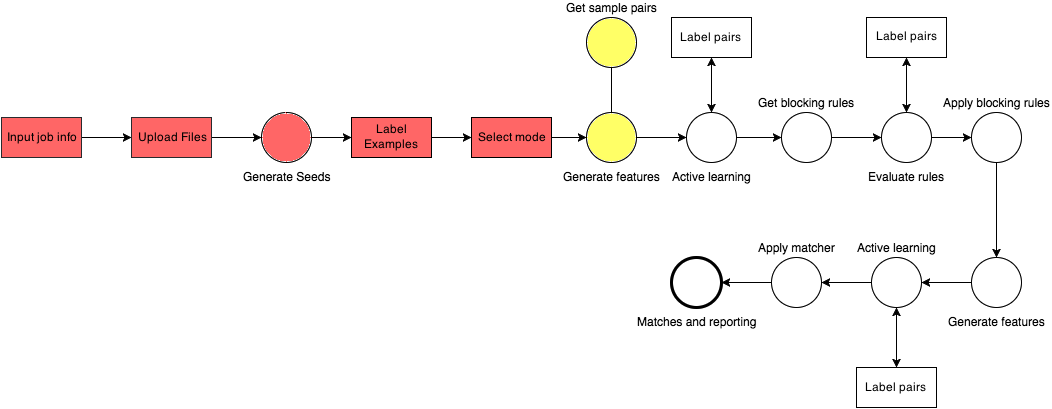 Get sample pairs
Label pairs
Label pairs
Get blocking rules
Apply blocking rules
Input job info
Upload Files
Label
Examples
Select mode
Generate Seeds
Generate features
Active learning
Evaluate rules
Apply matcher
Active learning
Matches and reporting
Generate features
Label pairs